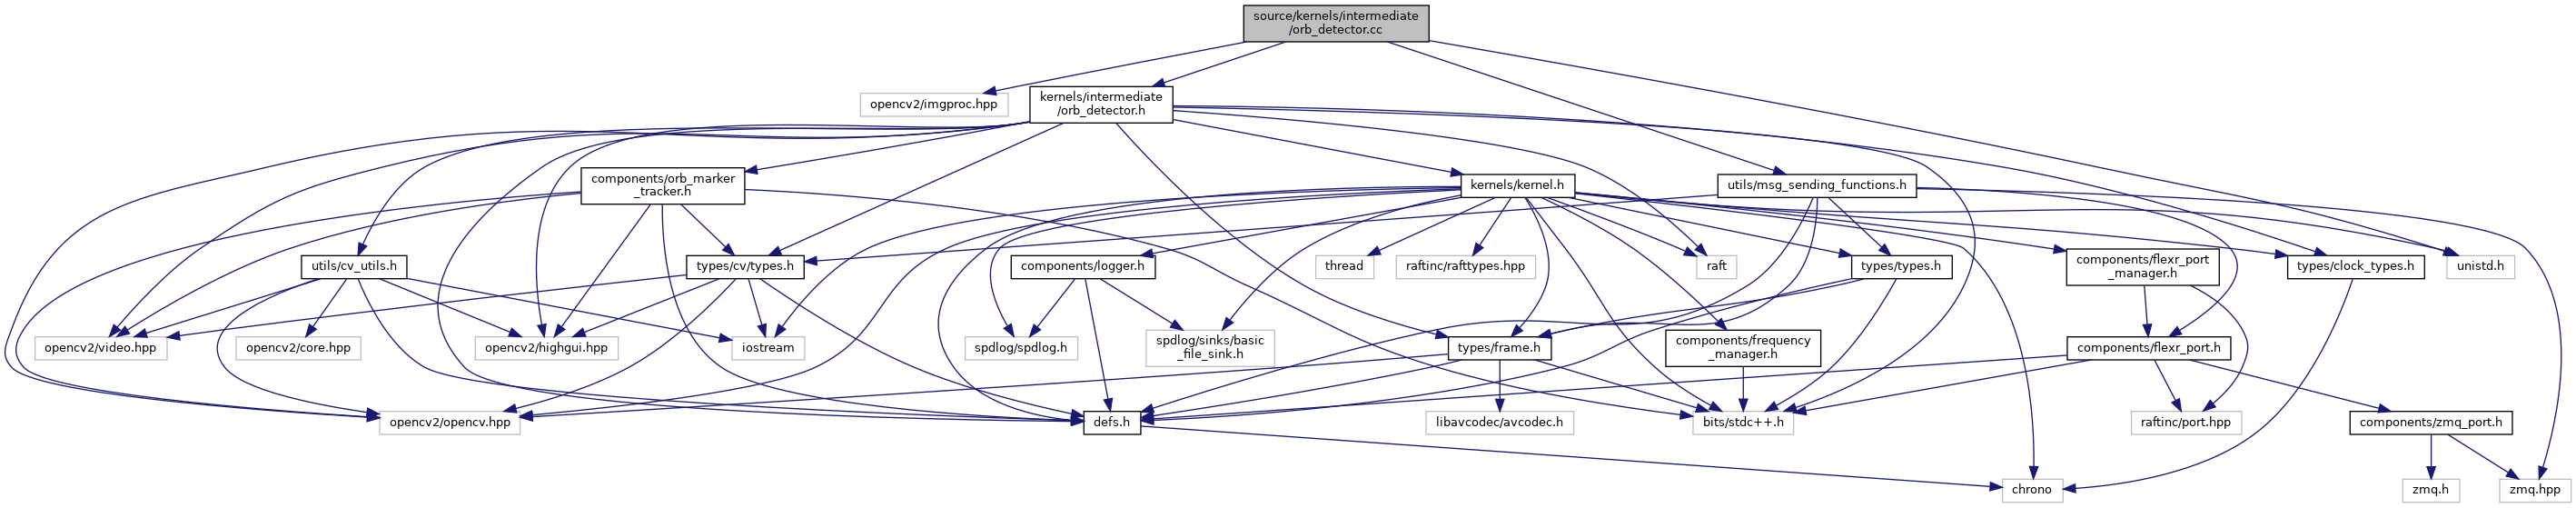 source/kernels/intermediate
/orb_detector.cc
opencv2/imgproc.hpp
kernels/intermediate
/orb_detector.h
components/orb_marker
_tracker.h
kernels/kernel.h
utils/msg_sending_functions.h
utils/cv_utils.h
types/cv/types.h
components/logger.h
thread
raftinc/rafttypes.hpp
raft
types/types.h
components/flexr_port
_manager.h
types/clock_types.h
unistd.h
opencv2/video.hpp
opencv2/core.hpp
opencv2/highgui.hpp
iostream
spdlog/spdlog.h
spdlog/sinks/basic
_file_sink.h
types/frame.h
components/frequency
_manager.h
components/flexr_port.h
opencv2/opencv.hpp
defs.h
libavcodec/avcodec.h
bits/stdc++.h
raftinc/port.hpp
components/zmq_port.h
chrono
zmq.h
zmq.hpp